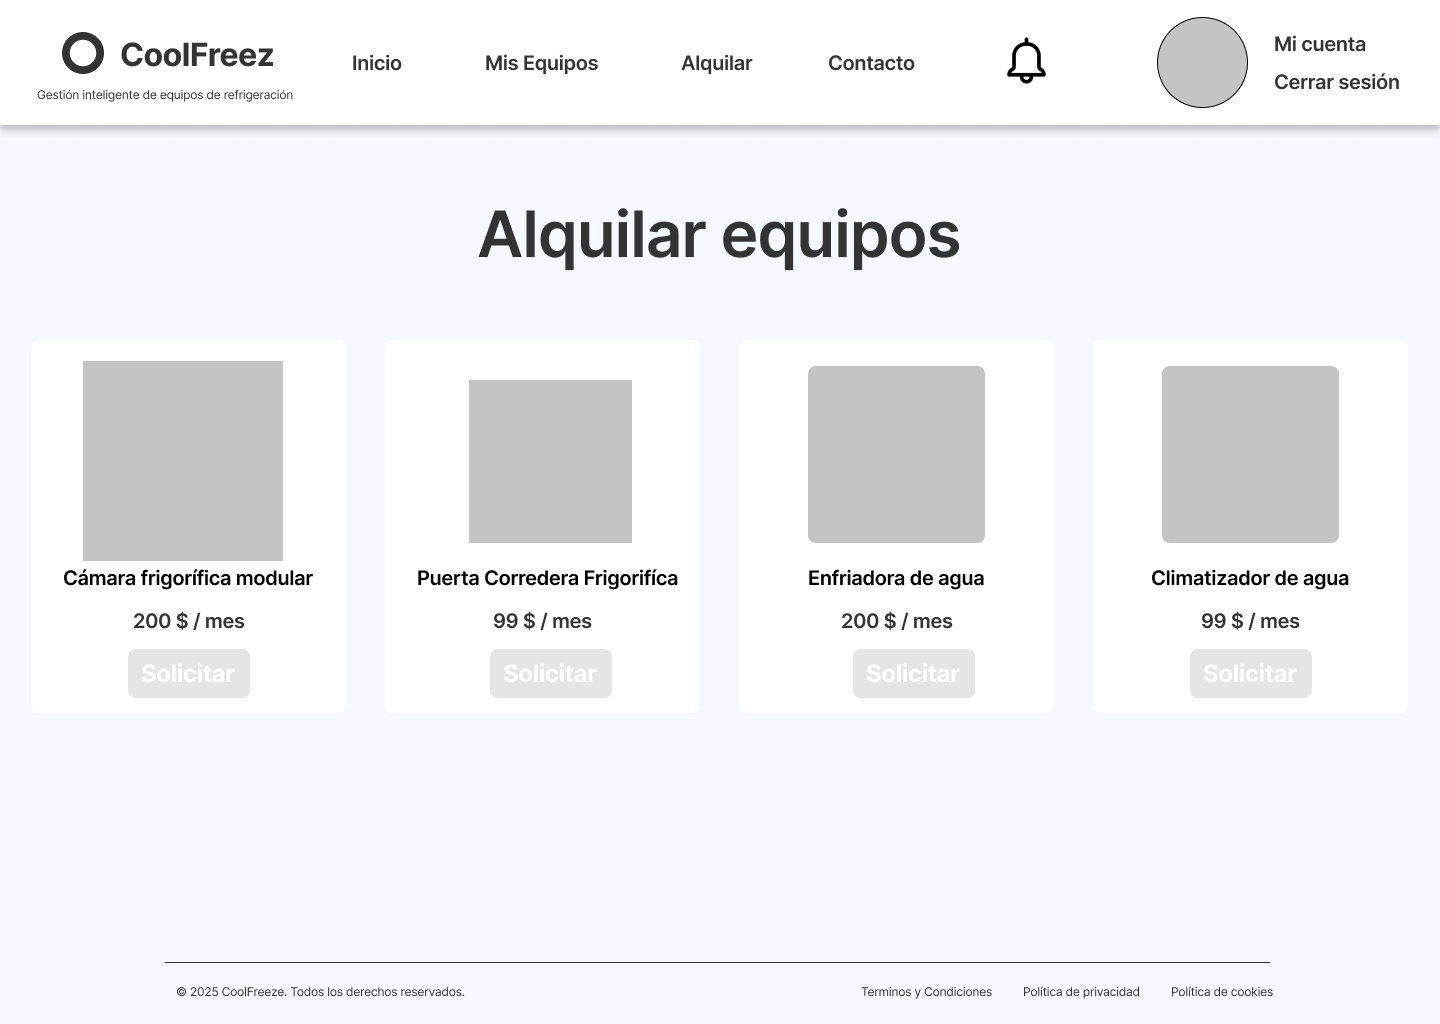 CoolFreez
Gestión inteligente de equipos de refrigeración
Inicio
Mis Equipos
Alquilar
Contacto
Mi cuenta
Cerrar sesión
Alquilar equipos
Cámara frigorífica modular
200 $ / mes
Solicitar
Puerta Corredera Frigorifíca
99 $ / mes
Solicitar
Enfriadora de agua
200 $ / mes
Solicitar
Climatizador de agua
99 $ / mes
Solicitar
© 2025 CoolFreeze. Todos los derechos reservados.
Terminos y Condiciones
Política de privacidad
Política de cookies